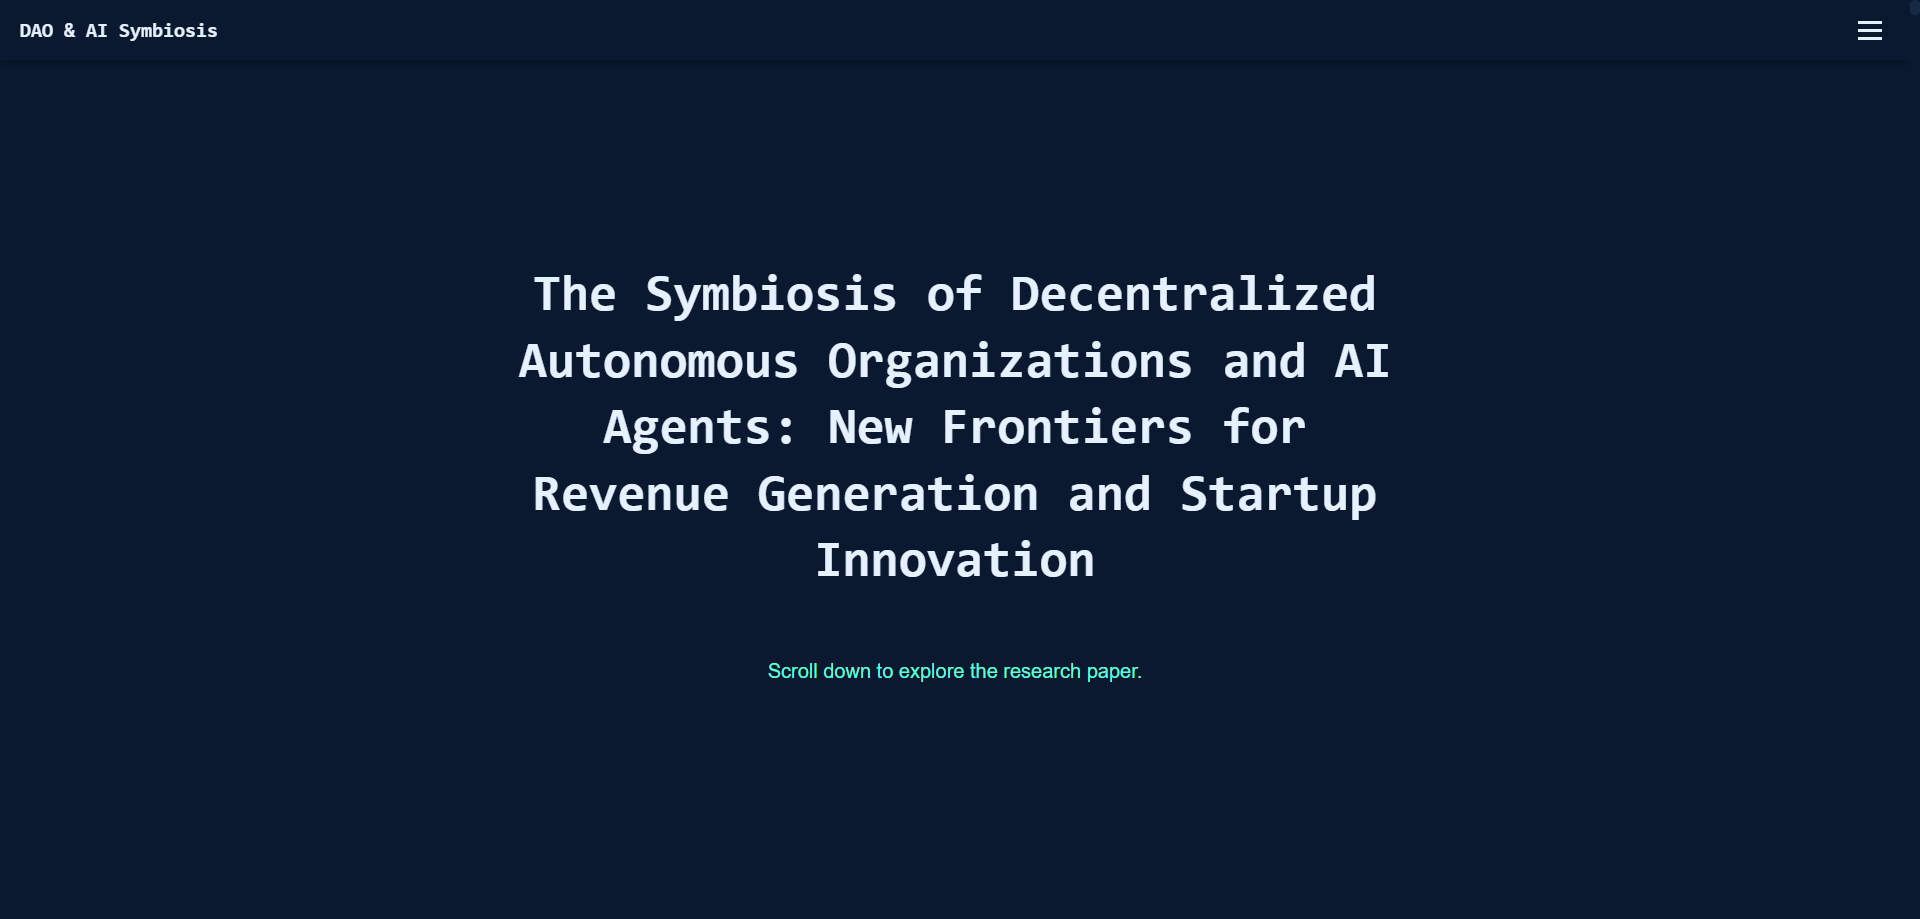 DAO & AI Symbiosis
The Symbiosis of Decentralized
Autonomous Organizations and AI
Agents: New Frontiers for
Revenue Generation and Startup
Innovation
Scroll down to explore the research paper.